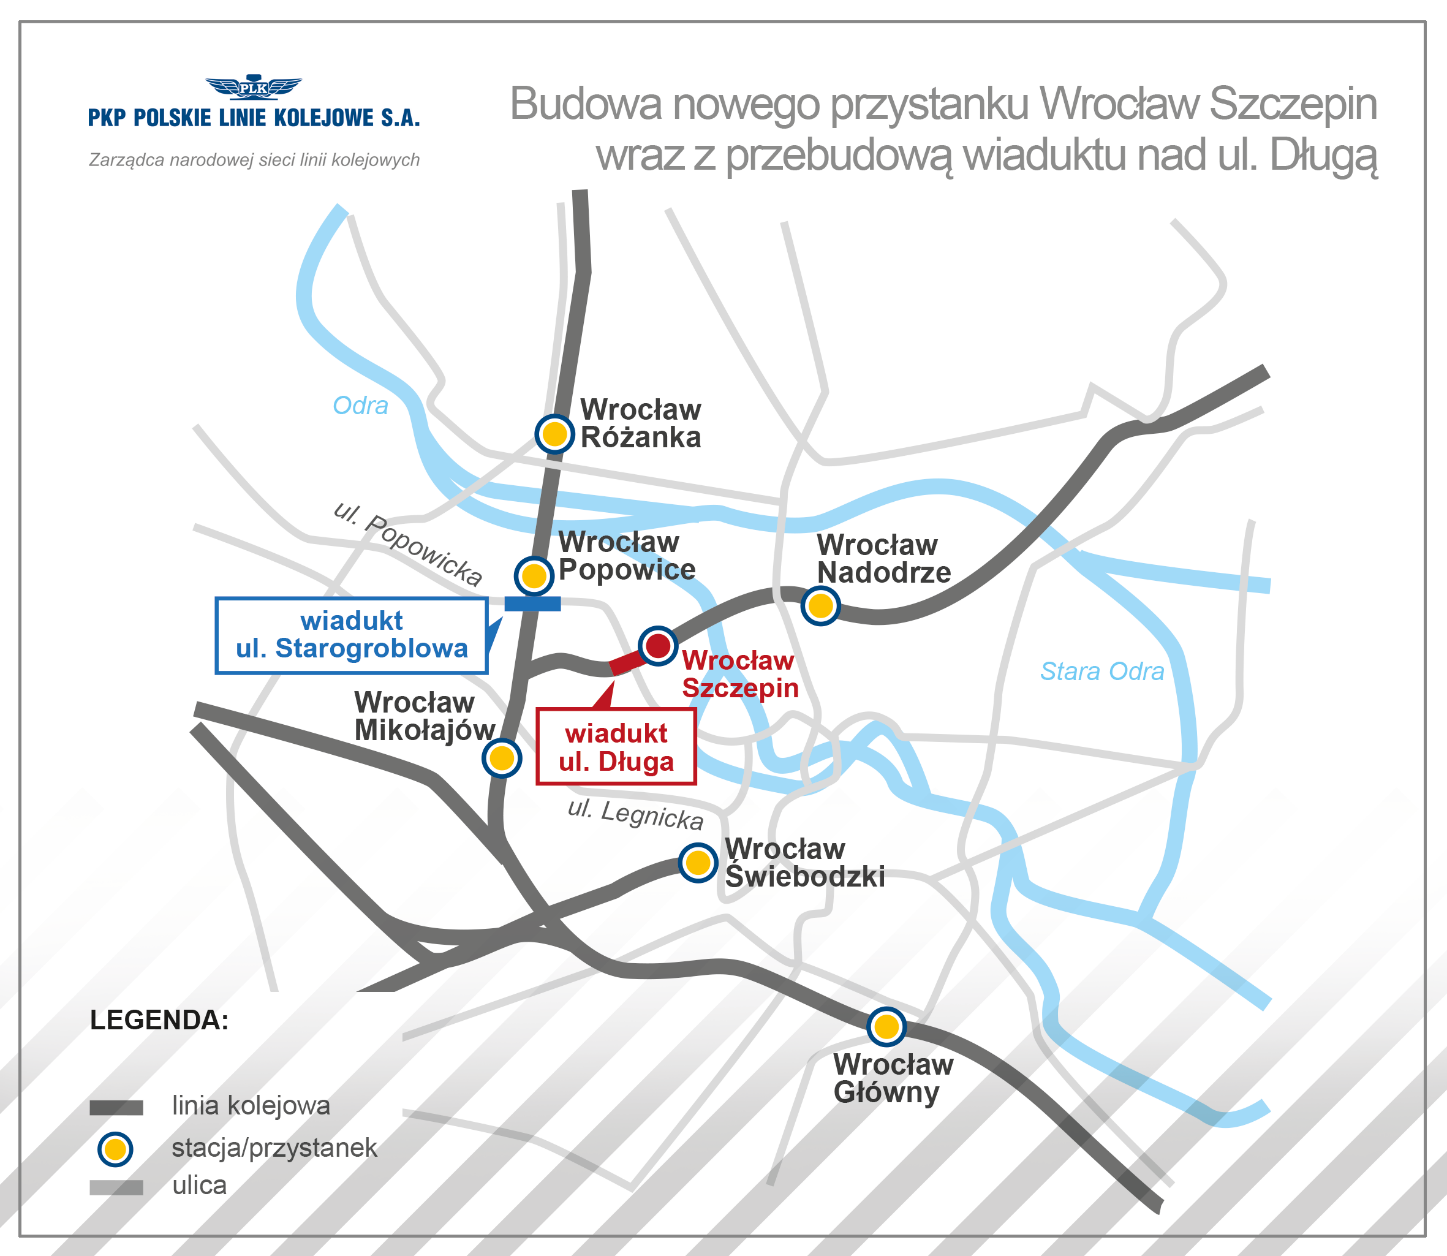 PLK
PKP POLSKIE LINIE KOLEJOWE S.A.
Zarządca narodowej sieci linii kolejowych
Budowa nowego przystanku Wrocław Szczepin
wraz z przebudową wiaduktu nad ul. Długą
Odra
Wrocław
Różanka
ul. Popowicka
Wrocław
Popowice
Wrocław
Nadodrze
wiadukt
ul. Starogroblowa
Wrocław
Szczepin
Stara Odra
Wrocław
Mikołajów
wiadukt
ul. Długa
ul. Legnicka
Wrocław
Świebodzki
Wrocław
Główny
LEGENDA:
linia kolejowa
stacja/przystanek
ulica